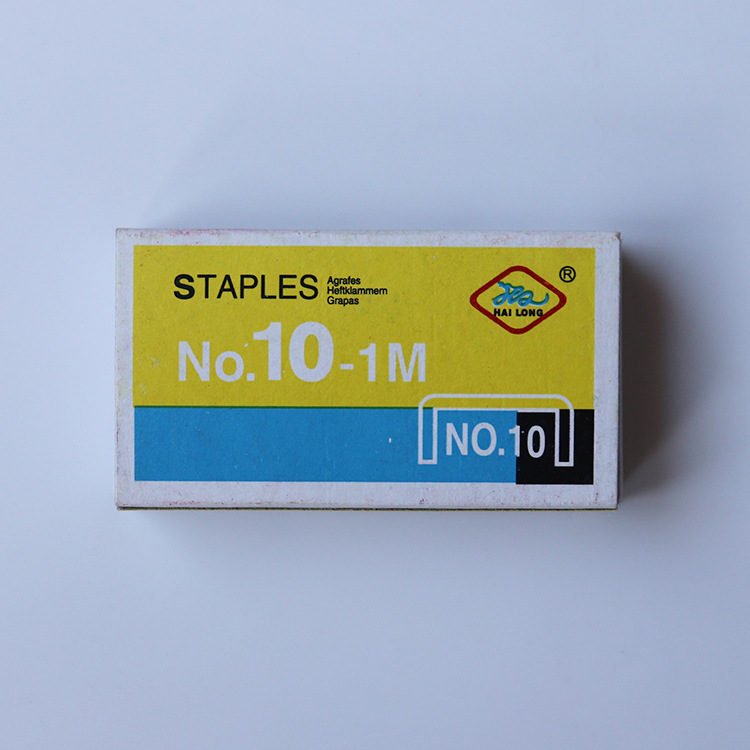 STAPLES
Agrafes
Heftklammern
Grapas
®
HAI LONG
No.10-1M
NO.10